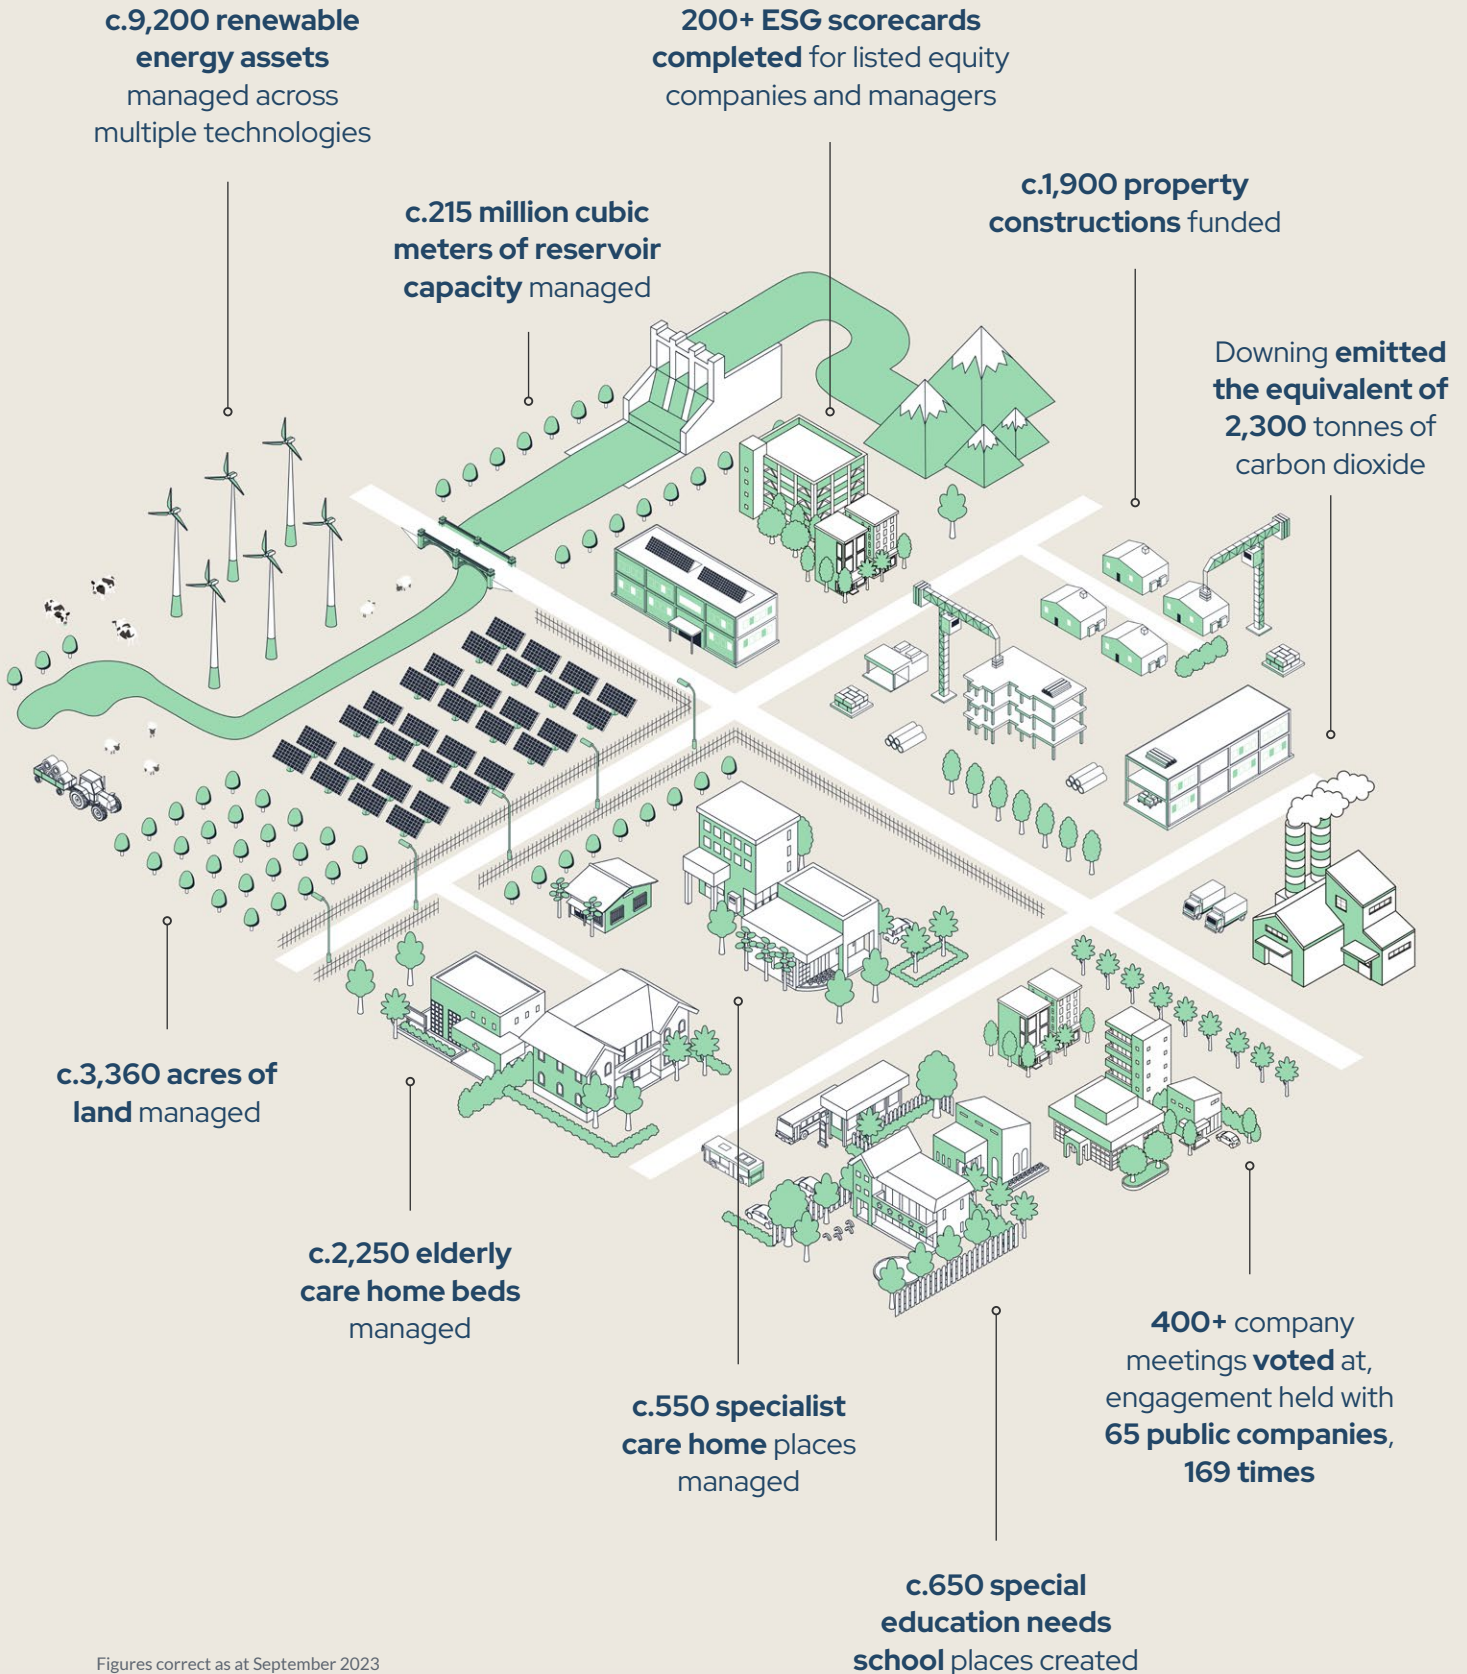 c.9,200 renewable
energy assets
managed across
multiple technologies
200+ ESG scorecards
completed for listed equity
companies and managers
c.1,900 property
constructions funded
c.215 million cubic
meters of reservoir
capacity managed
Downing emitted
the equivalent of
2,300 tonnes of
carbon dioxide
c.3,360 acres of
land managed
c.2,250 elderly
care home beds
managed
c.550 specialist
care home places
managed
400+ company
meetings voted at,
engagement held with
65 public companies,
169 times
c.650 special
education needs
school places created
Figures correct as at September 2023